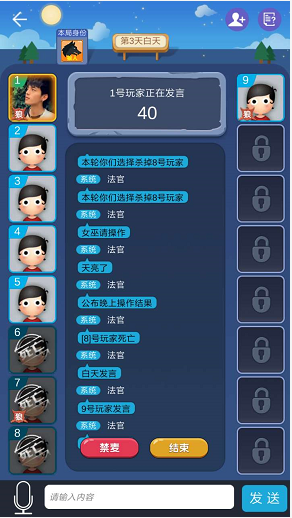 本局身份
第3天白天
1
狼
2
3
4
5
6
7
狼
8
9
狼
1号玩家正在发言
40
本轮你们选择杀掉8号玩家
系统 法官
本轮你们选择杀掉8号玩家
系统 法官
女巫请操作
系统 法官
天亮了
系统 法官
公布晚上操作结果
系统 法官
[8]号玩家死亡
系统 法官
白天发言
系统 法官
9号玩家发言
系统 法官
禁麦
结束
请输入内容
发送